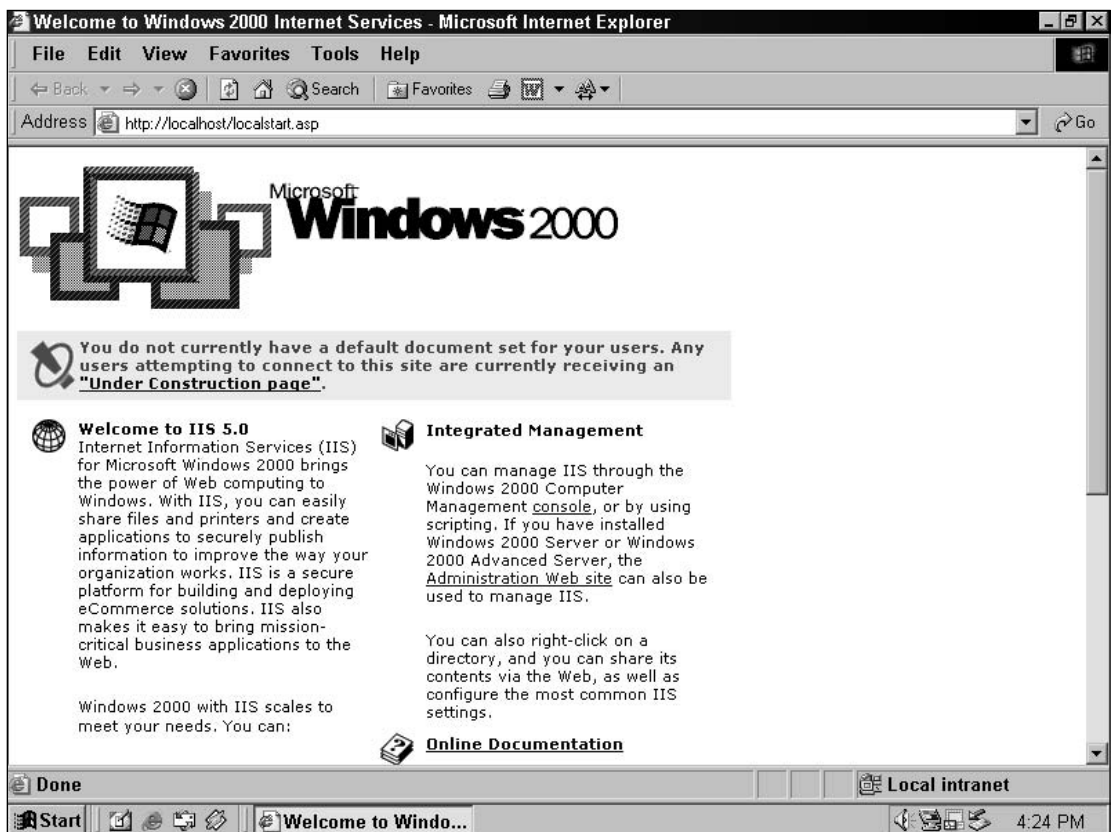 Welcome to Windows 2000 Internet Services - Microsoft Internet Explorer
File Edit View Favorites Tools Help
Back Search Favorites
Address http://localhost/localstart.asp Go
Microsoft
Windows 2000
You do not currently have a default document set for your users. Any
users attempting to connect to this site are currently receiving an
"Under Construction page".
Welcome to IIS 5.0
Internet Information Services (IIS)
for Microsoft Windows 2000 brings
the power of Web computing to
Windows. With IIS, you can easily
share files and printers and create
applications to securely publish
information to improve the way your
organization works. IIS is a secure
platform for building and deploying
eCommerce solutions. IIS also
makes it easy to bring mission-
critical business applications to the
Web.
Windows 2000 with IIS scales to
meet your needs. You can:
Integrated Management
You can manage IIS through the
Windows 2000 Computer
Management console, or by using
scripting. If you have installed
Windows 2000 Server or Windows
2000 Advanced Server, the
Administration Web site can also be
used to manage IIS.
You can also right-click on a
directory, and you can share its
contents via the Web, as well as
configure the most common IIS
settings.
Online Documentation
Done Local intranet
Start Welcome to Windo... 4:24 PM